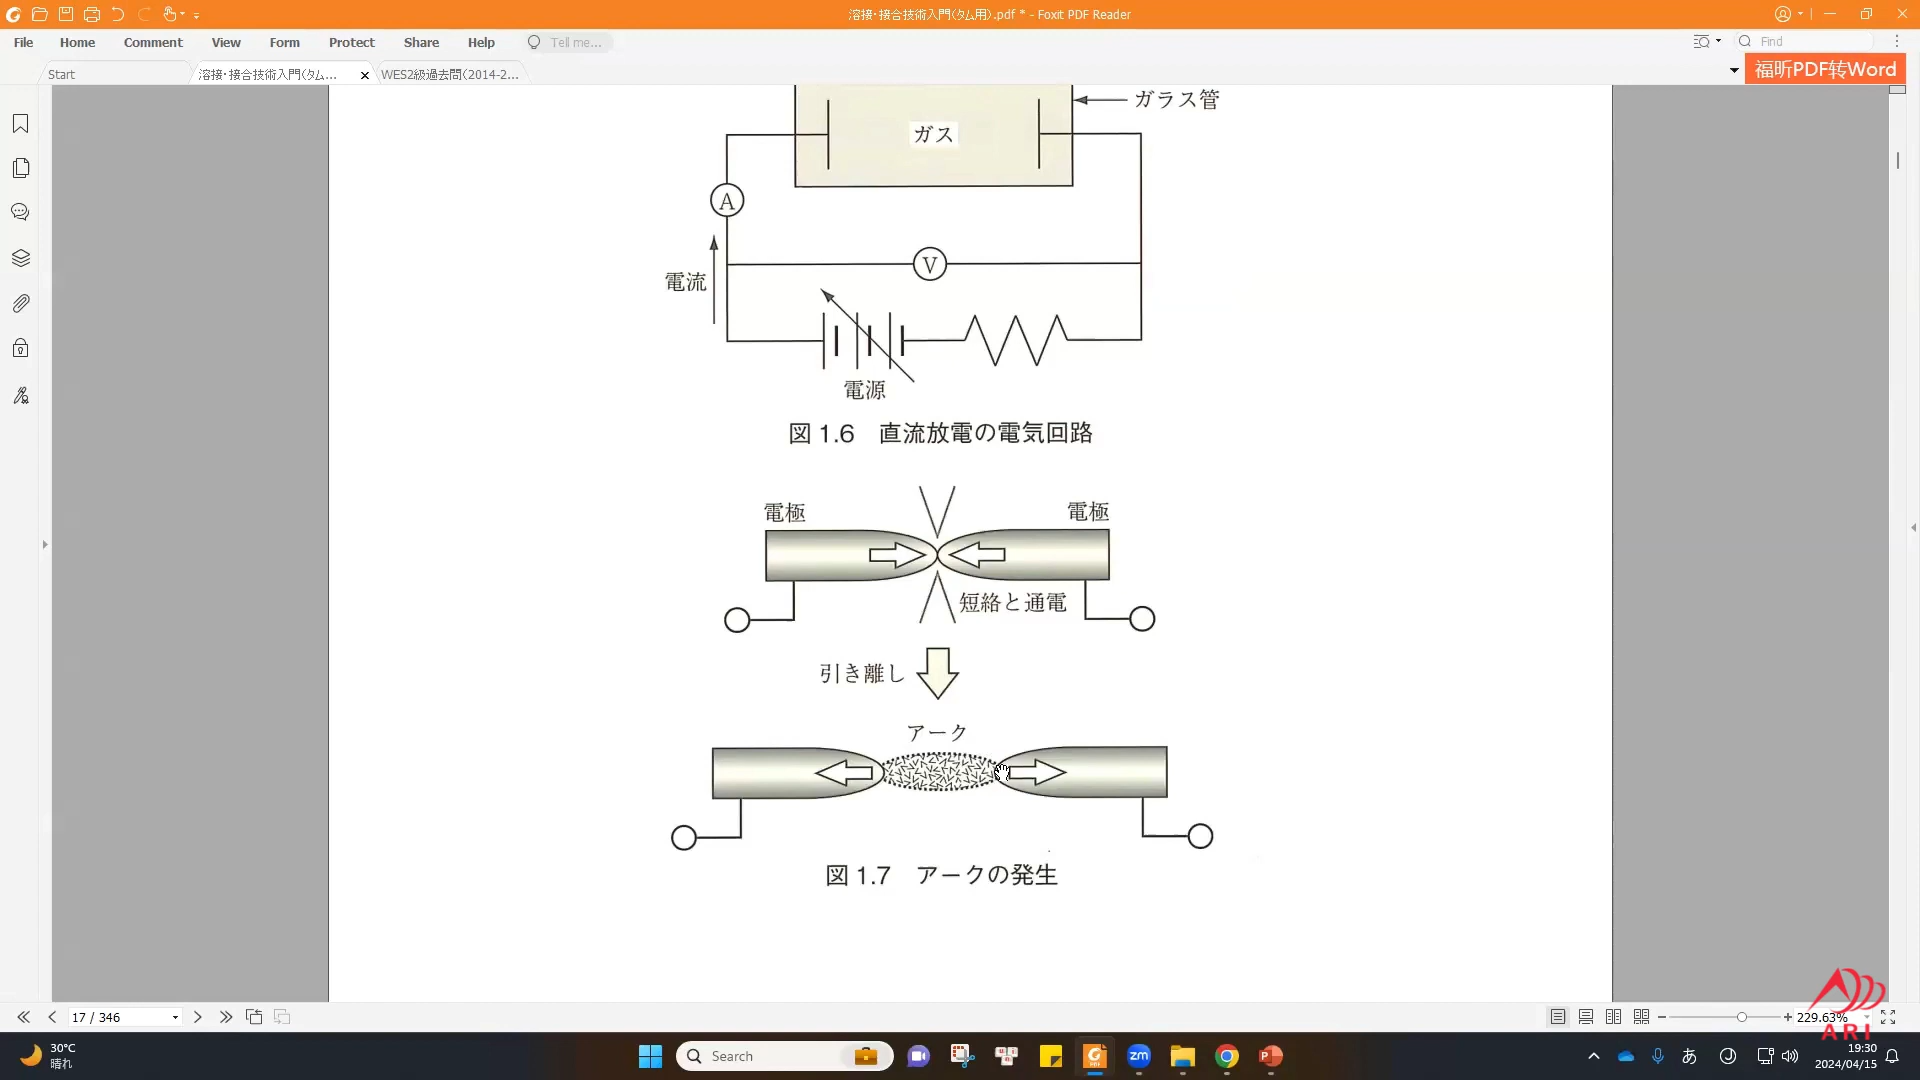 溶接・接合技術入門(タム用).pdf * - Foxit PDF Reader
File Home Comment View Form Protect Share Help Tell me... Find
Start 溶接・接合技術入門(タム... WES2級過去問(2014-2... 福昕PDF转Word
ガラス管
ガス
A
V
電流
電源
図 1.6 直流放電の電気回路
電極 電極
短絡と通電
引き離し
アーク
図 1.7 アークの発生
17 / 346 229.63%
ARI
30°C
晴れ
Search
zm
あ
19:30
2024/04/15